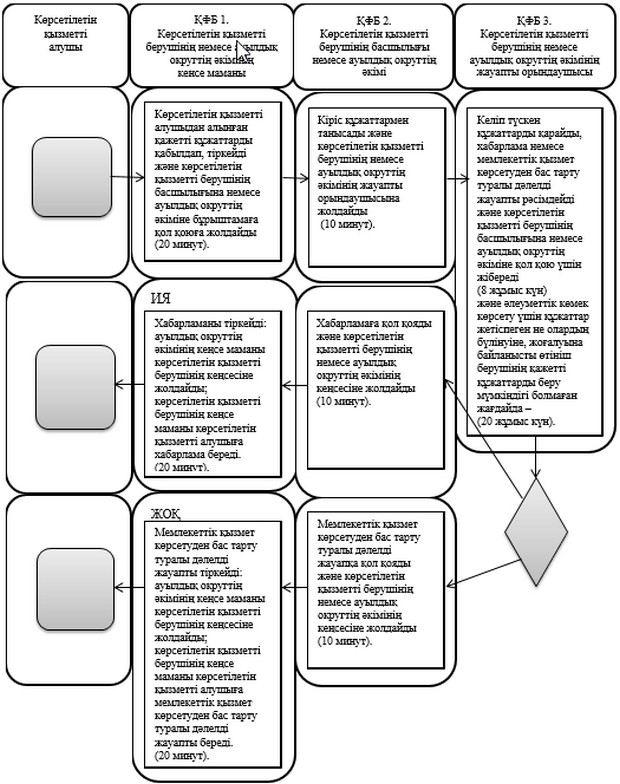 Көрсетілетін
қызметті
алушы
ҚФБ 1.
Көрсетілетін қызметті
берушінің немесе ауылдық
округтің әкімінің
кеңсе маманы
ҚФБ 2.
Көрсетілетін қызметті
берушінің басшылығы
немесе ауылдық округтің
әкімі
ҚФБ 3.
Көрсетілетін қызметті
берушінің немесе
ауылдық округтің әкімінің
жауапты орындаушысы
Көрсетілетін қызметті
алушыдан алынған
қажетті құжаттарды
қабылдап, тіркейді
және көрсетілетін
қызметті берушінің
басшылығына немесе
ауылдық округтің
әкіміне бұрыштамаға
қол қоюға жолдайды
(20 минут).
Кіріс құжаттармен
танысады және
көрсетілетін қызметті
берушінің немесе
ауылдық округтің
әкімінің жауапты
орындаушысына
жолдайды
(10 минут).
Келіп түскен
құжаттарды қарайды,
хабарлама немесе
мемлекеттік қызмет
көрсетуден бас тарту
туралы дәлелді
жауапты рәсімдейді
және көрсетілетін
қызметті берушінің
басшылығына немесе
ауылдық округтің
әкіміне қол қою үшін
жібереді
(8 жұмыс күн)
және әлеуметтік көмек
көрсету үшін құжаттар
жетіспеген не олардың
бүлінуіне, жоғалуына
байланысты өтініш
берушінің қажетті
құжаттарды беру
мүмкіндігі болмаған
жағдайда –
(20 жұмыс күн).
ИЯ
Хабарламаны тіркейді:
ауылдық округтің
әкімінің кеңсе маманы
көрсетілетін қызметті
берушінің кеңсесіне
жолдайды;
көрсетілетін қызметті
берушінің кеңсе
маманы көрсетілетін
қызметті алушыға
хабарлама береді.
(20 минут).
Хабарламаға қол қояды
және көрсетілетін
қызметті берушінің
немесе ауылдық
округтің әкімінің
кеңсесіне жолдайды
(10 минут).
ЖОҚ
Мемлекеттік қызмет
көрсетуден бас тарту
туралы дәлелді
жауапты тіркейді:
ауылдық округтің
әкімінің кеңсе маманы
көрсетілетін қызметті
берушінің кеңсесіне
жолдайды;
көрсетілетін қызметті
берушінің кеңсе
маманы көрсетілетін
қызметті алушыға
мемлекеттік қызмет
көрсетуден бас тарту
туралы дәлелді
жауапты береді.
(20 минут).
Мемлекеттік қызмет
көрсетуден бас тарту
туралы дәлелді
жауапқа қол қояды
және көрсетілетін
қызметті берушінің
немесе ауылдық
округтің әкімінің
кеңсесіне жолдайды
(10 минут).